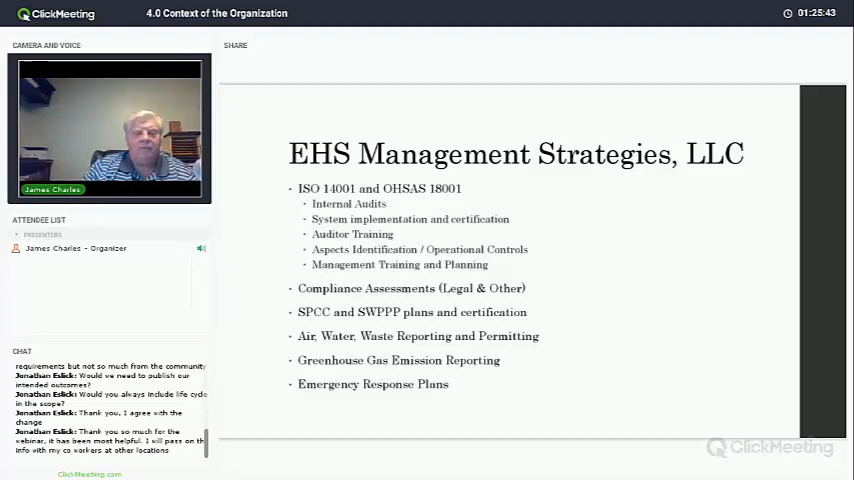 ClickMeeting
4.0 Context of the Organization
01:25:43
CAMERA AND VOICE
SHARE
James Charles
ATTENDEE LIST
PRESENTERS
James Charles - Organizer
CHAT
requirements but not so much from the community
Jonathan Eslick: Would we need to publish our
intended outcomes?
Jonathan Eslick: Would you always include life cycle
in the scope?
Jonathan Eslick: Thank you, I agree with the
change
Jonathan Eslick: Thank you so much for the
webinar, it has been most helpful. I will pass on th
info with my co workers at other locations
ClickMeeting.com
EHS Management Strategies, LLC
· ISO 14001 and OHSAS 18001
· Internal Audits
· System implementation and certification
· Auditor Training
· Aspects Identification / Operational Controls
· Management Training and Planning
· Compliance Assessments (Legal & Other)
· SPCC and SWPPP plans and certification
· Air, Water, Waste Reporting and Permitting
· Greenhouse Gas Emission Reporting
· Emergency Response Plans
ClickMeeting